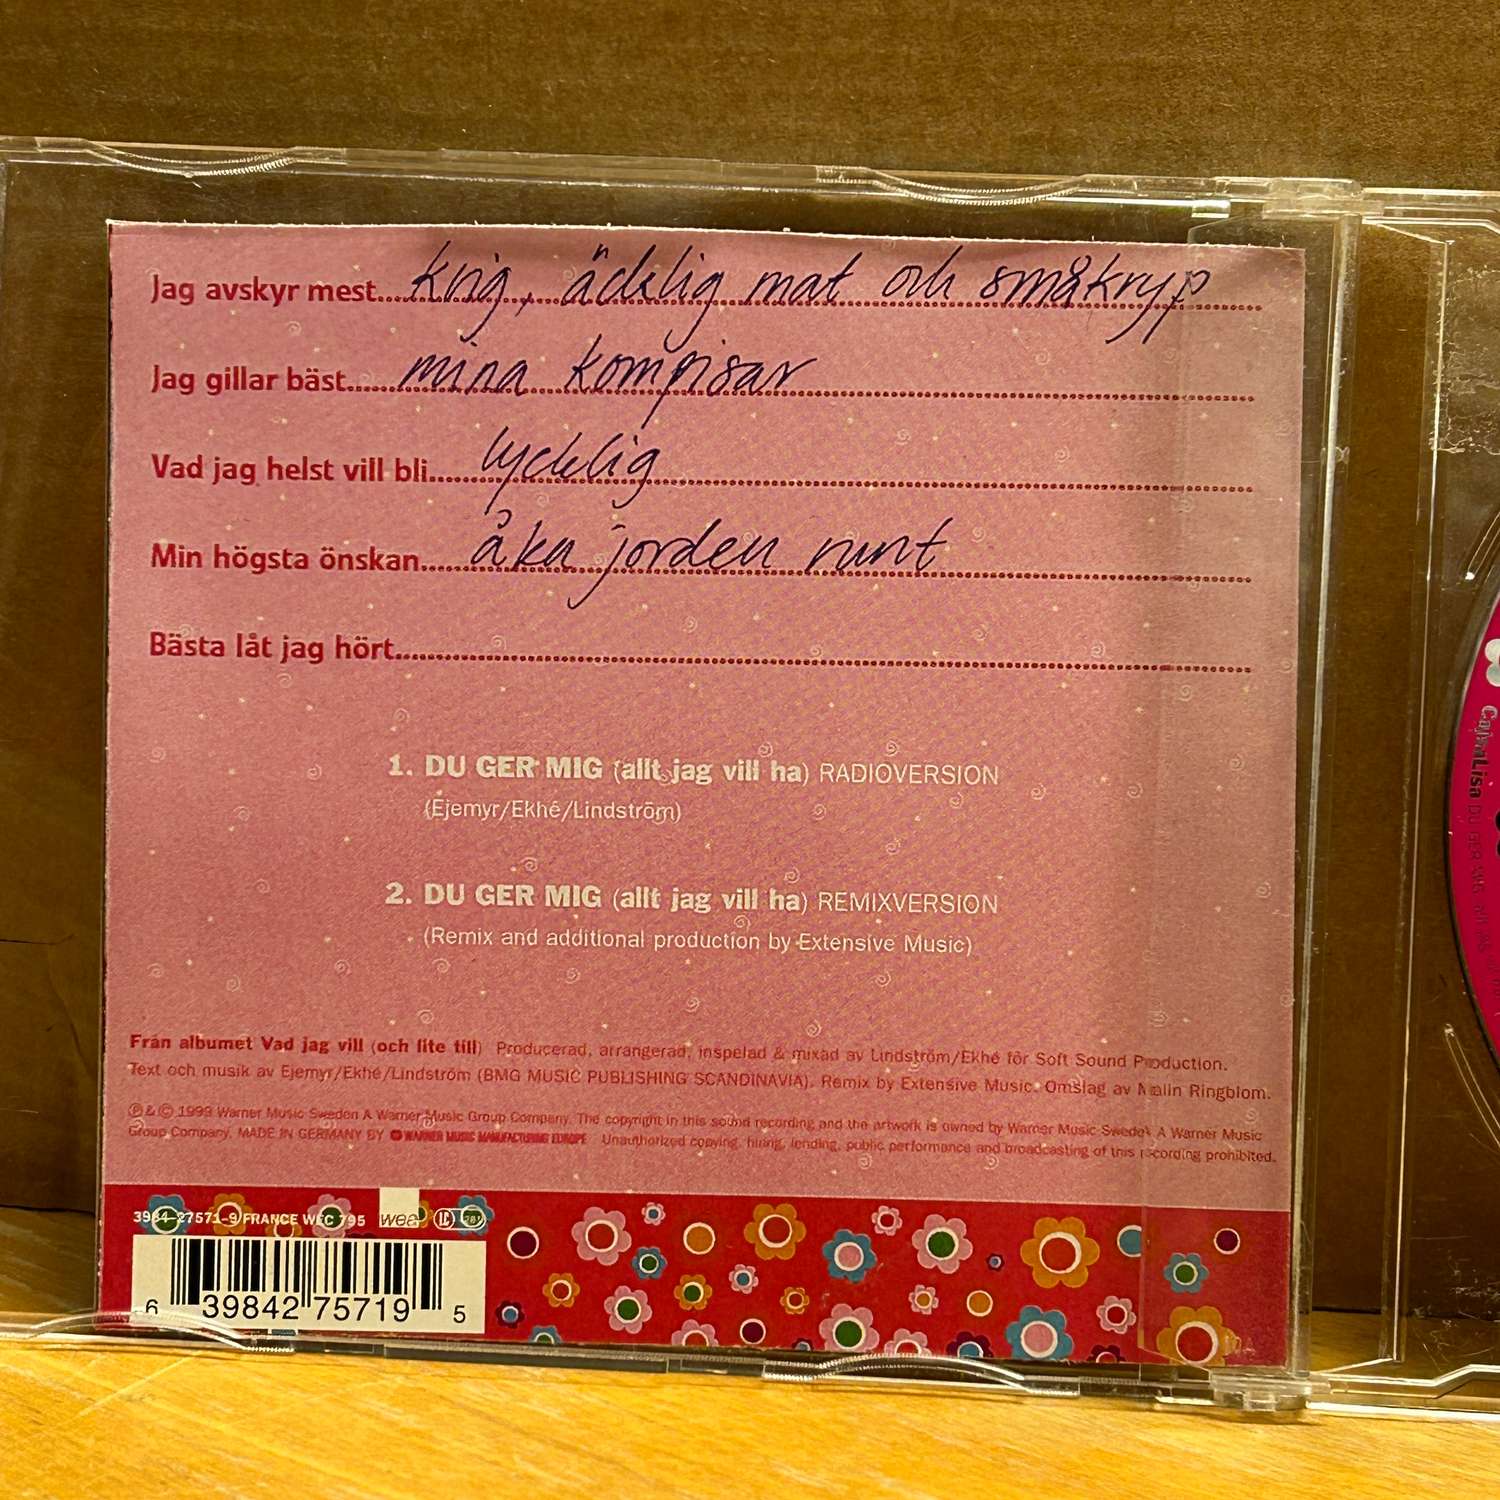 Jag avskyr mest krig, äcklig mat och småkryp
Jag gillar bäst mina kompisar
Vad jag helst vill bli lycklig
Min högsta önskan åka jorden runt
Bästa låt jag hört
1. DU GER MIG (allt jag vill ha) RADIOVERSION
(Ejemyr/Ekhé/Lindström)
2. DU GER MIG (allt jag vill ha) REMIXVERSION
(Remix and additional production by Extensive Music)
Från albumet Vad jag vill (och lite till) Producerad, arrangerad, inspelad & mixad av Lindström/Ekhé för Soft Sound Production.
Text och musik av Ejemyr/Ekhé/Lindström (BMG MUSIC PUBLISHING SCANDINAVIA). Remix by Extensive Music. Omslag av Malin Ringblom.
℗ & © 1999 Warner Music Sweden A Warner Music Group Company. The copyright in this sound recording and the artwork is owned by Warner Music Sweden A Warner Music
Group Company. MADE IN GERMANY BY WARNER MUSIC MANUFACTURING EUROPE Unauthorized copying, hiring, lending, public performance and broadcasting of this recording prohibited.
3984-27571-9/FRANCE WEC 795 wea
6 39842 75719 5
CajsaLisa